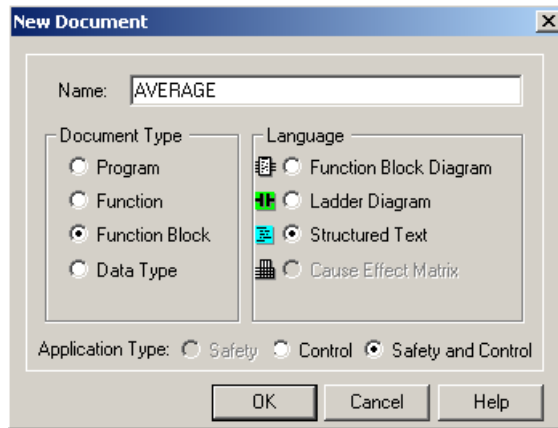 New Document
Name: AVERAGE
Document Type
Program
Function
Function Block
Data Type
Language
Function Block Diagram
Ladder Diagram
Structured Text
Cause Effect Matrix
Application Type: Safety Control Safety and Control
OK Cancel Help